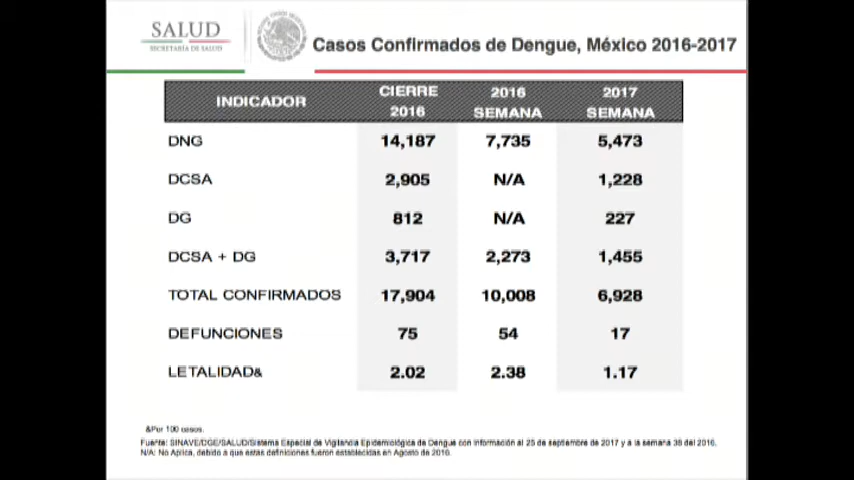 SALUD
SECRETARÍA DE SALUD
Casos Confirmados de Dengue, México 2016-2017
INDICADOR CIERRE 2016 2016 SEMANA 2017 SEMANA
DNG 14,187 7,735 5,473
DCSA 2,905 N/A 1,228
DG 812 N/A 227
DCSA + DG 3,717 2,273 1,455
TOTAL CONFIRMADOS 17,904 10,008 6,928
DEFUNCIONES 75 54 17
LETALIDAD& 2.02 2.38 1.17
&Por 100 casos.
Fuente: SINAVE/DGE/SALUD/Sistema Especial de Vigilancia Epidemiológica de Dengue con información al 25 de septiembre de 2017 y a la semana 38 del 2016.
N/A: No Aplica, debido a que estas definiciones fueron establecidas en Agosto de 2016.